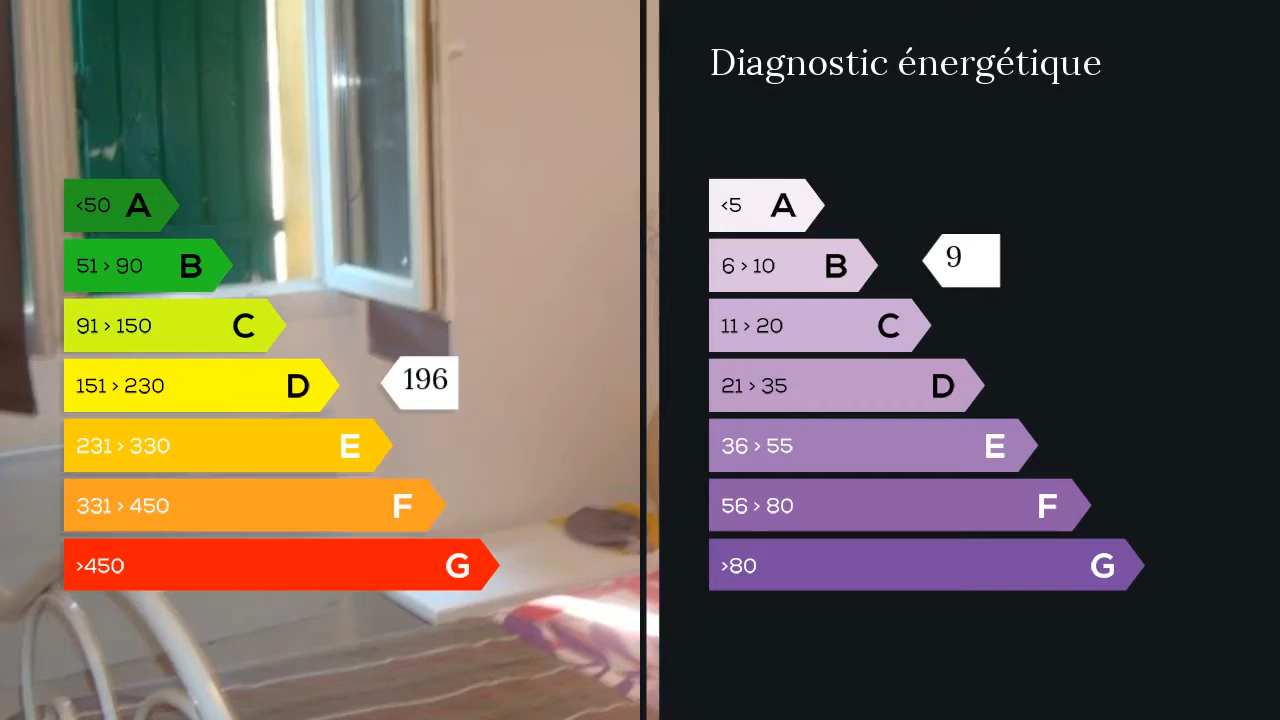 Diagnostic énergétique
<50 A
51 > 90 B
91 > 150 C
151 > 230 D
196
231 > 330 E
331 > 450 F
>450 G
<5 A
6 > 10 B
9
11 > 20 C
21 > 35 D
36 > 55 E
56 > 80 F
>80 G